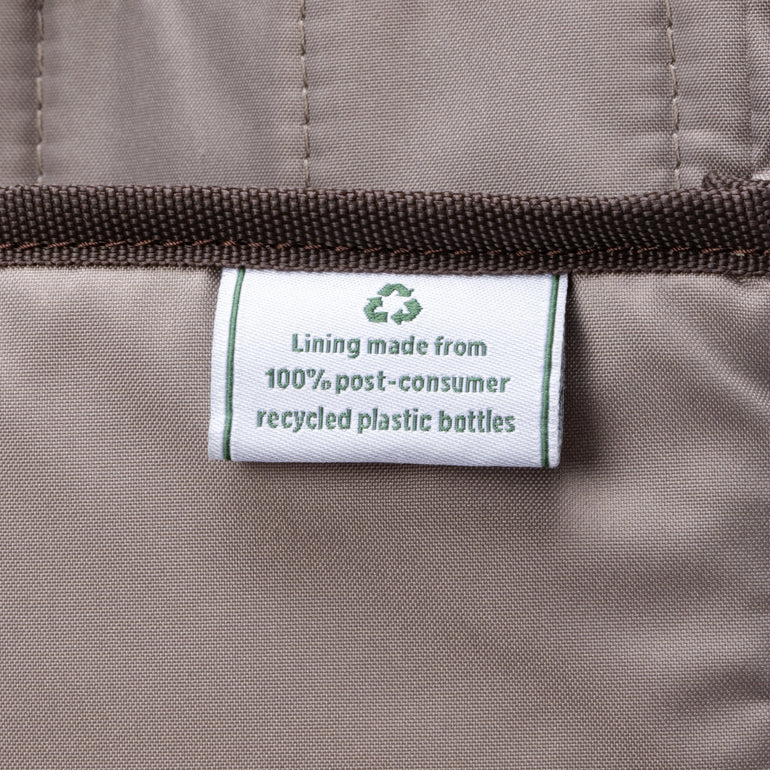 Lining made from
100% post-consumer
recycled plastic bottles